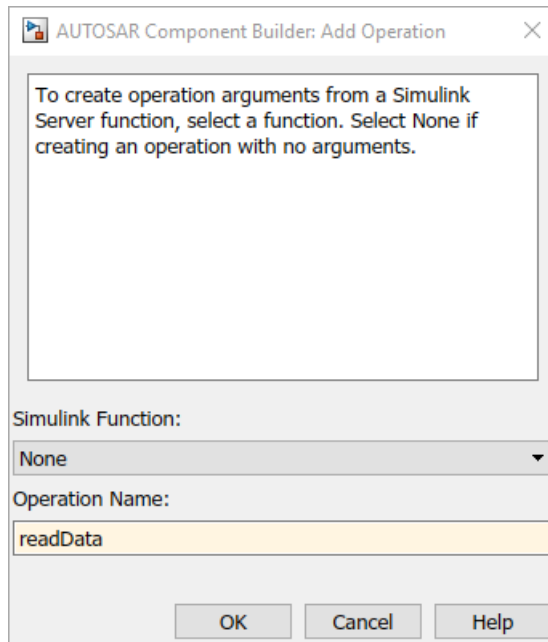 AUTOSAR Component Builder: Add Operation
To create operation arguments from a Simulink
Server function, select a function. Select None if
creating an operation with no arguments.
Simulink Function:
None
Operation Name:
readData
OK Cancel Help